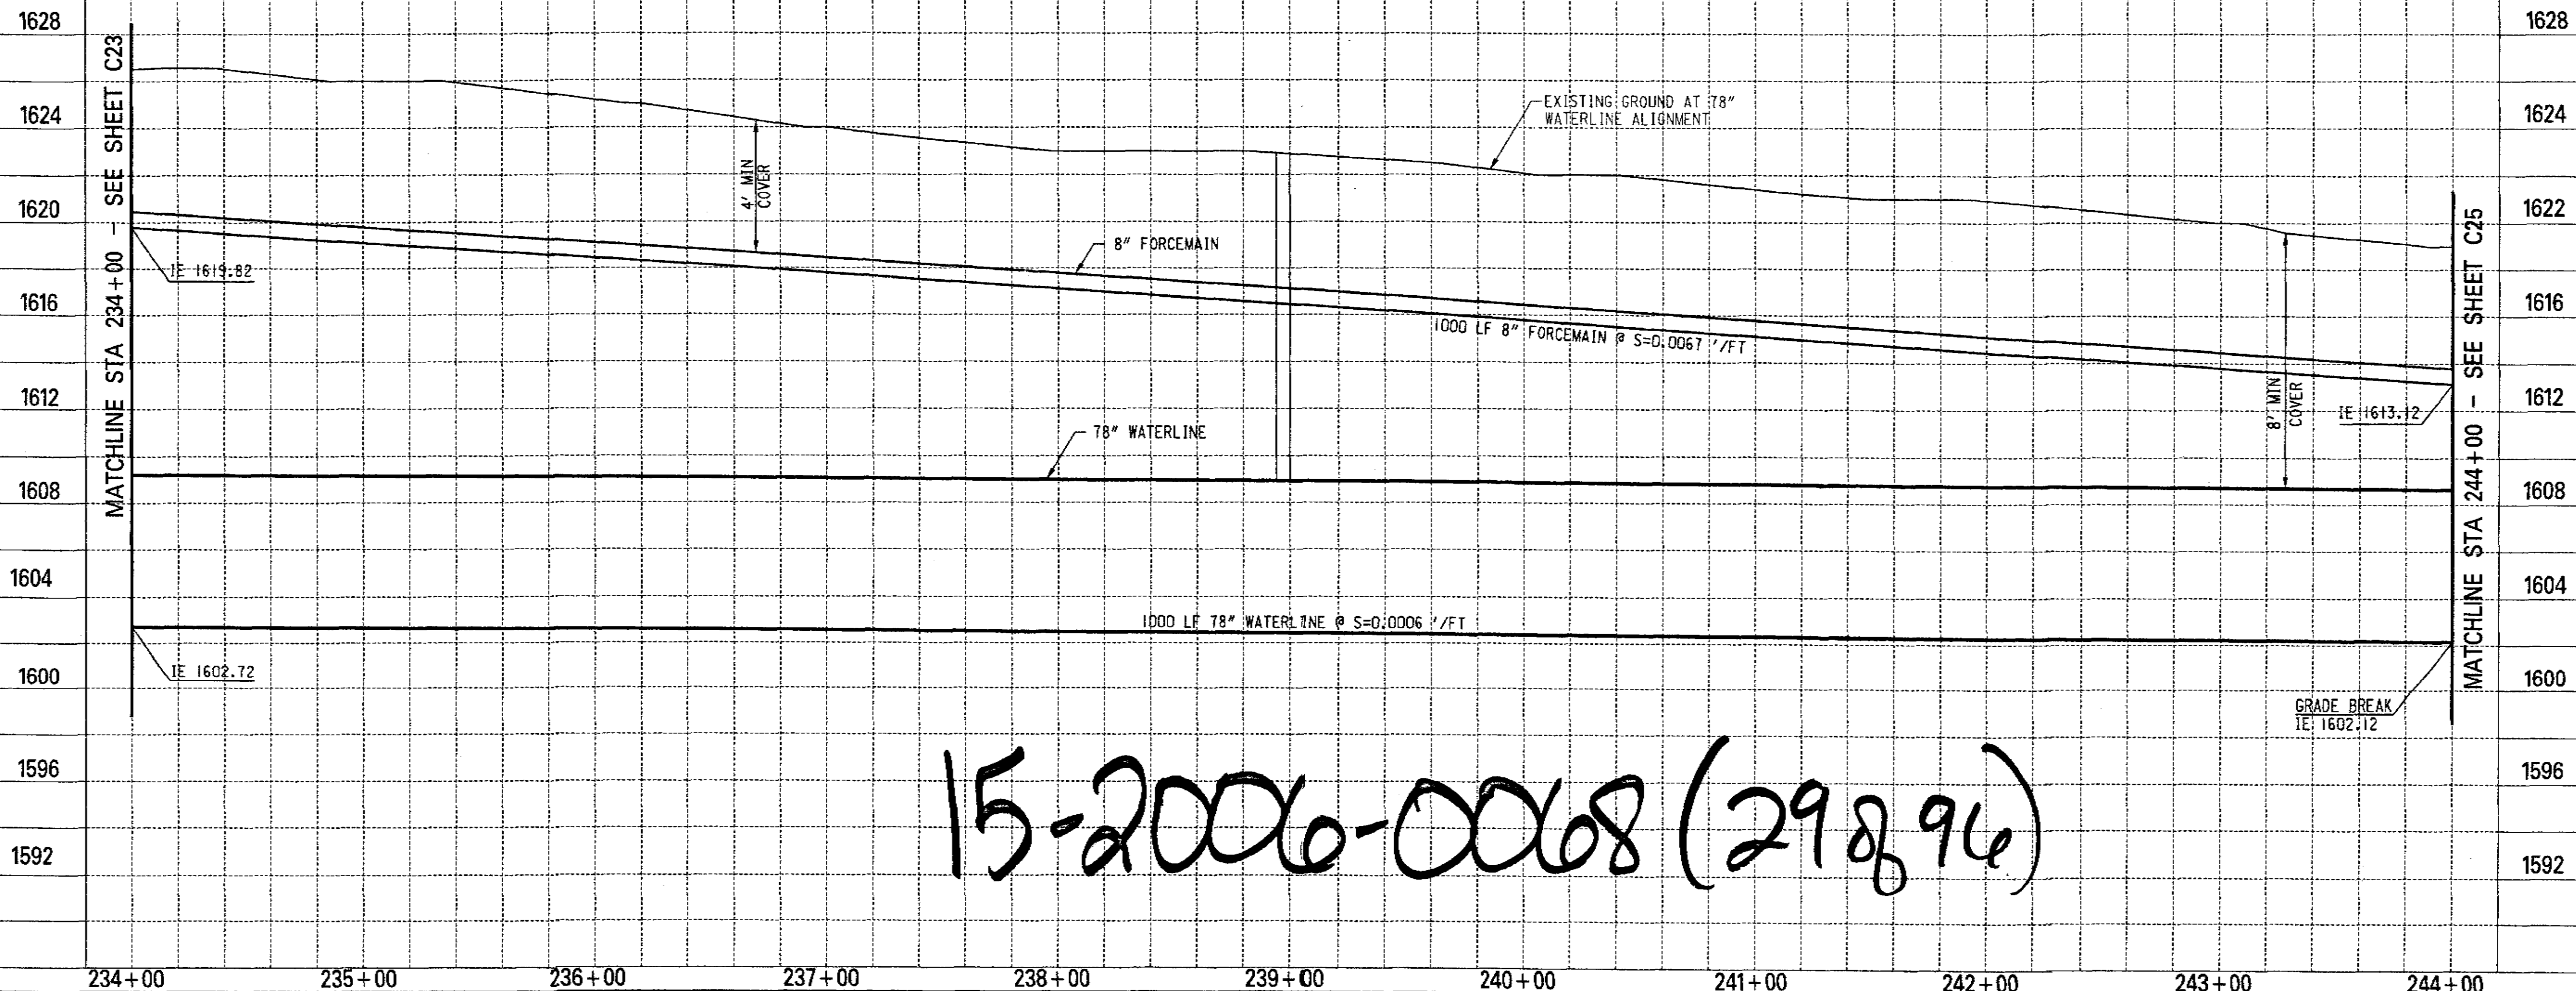 1628
1628
MATCHLINE STA 234+00 - SEE SHEET C23
EXISTING GROUND AT 78"
WATERLINE ALIGNMENT
1624
1624
4' MIN
COVER
1620
1622
8" FORCEMAIN
IE 1619.82
1616
1616
1000 LF 8" FORCEMAIN @ S=0.0067 '/FT
MATCHLINE STA 244+00 - SEE SHEET C25
8' MIN
COVER
1612
1612
IE 1613.12
78" WATERLINE
1608
1608
1604
1604
1000 LF 78" WATERLINE @ S=0.0006 '/FT
IE 1602.72
1600
1600
GRADE BREAK
IE 1602.12
1596
1596
15-2006-0068 (29 of 96)
1592
1592
234+00 235+00 236+00 237+00 238+00 239+00 240+00 241+00 242+00 243+00 244+00